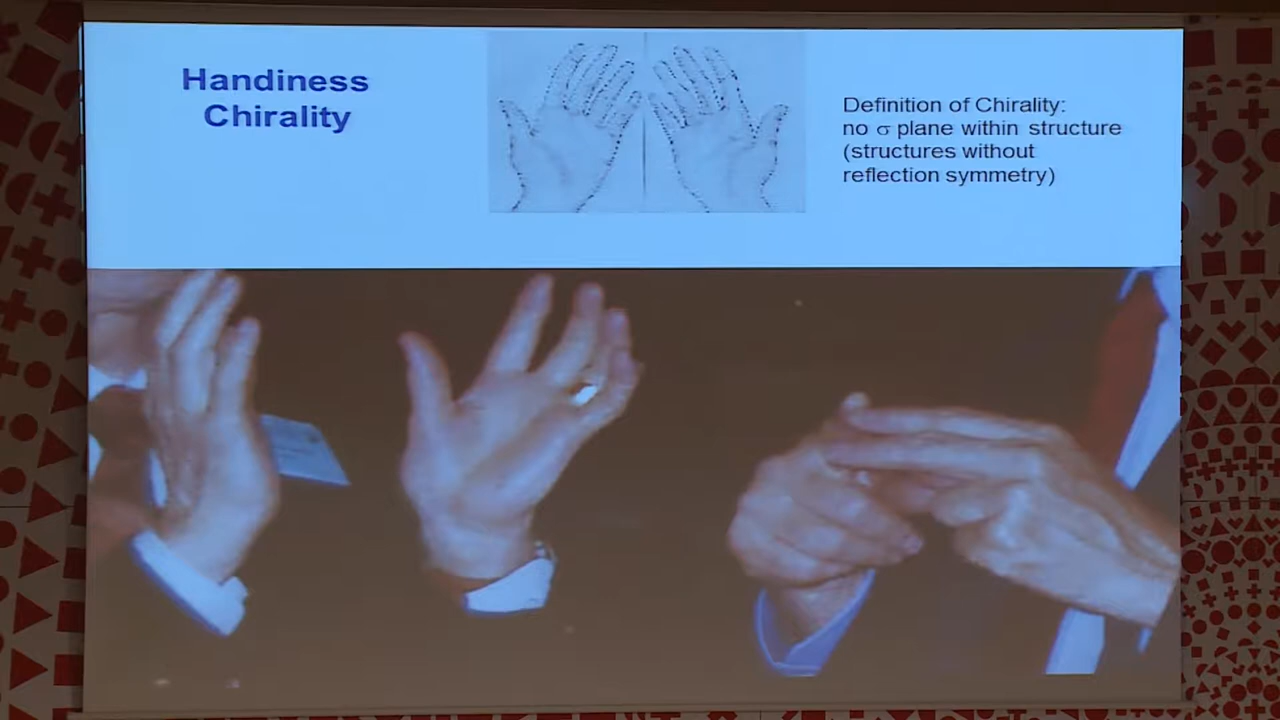 Handiness
Chirality
Definition of Chirality:
no σ plane within structure
(structures without
reflection symmetry)